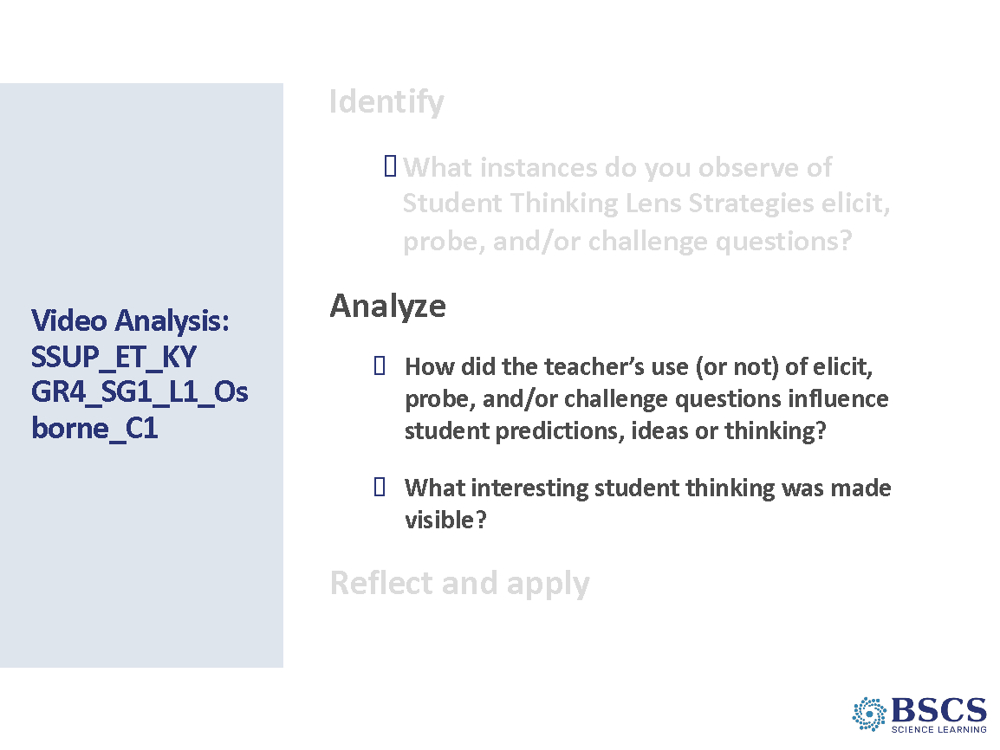 Video Analysis:
SSUP_ET_KY
GR4_SG1_L1_Os
borne_C1
Identify
What instances do you observe of
Student Thinking Lens Strategies elicit,
probe, and/or challenge questions?
Analyze
How did the teacher’s use (or not) of elicit,
probe, and/or challenge questions influence
student predictions, ideas or thinking?
What interesting student thinking was made
visible?
Reflect and apply
BSCS
SCIENCE LEARNING